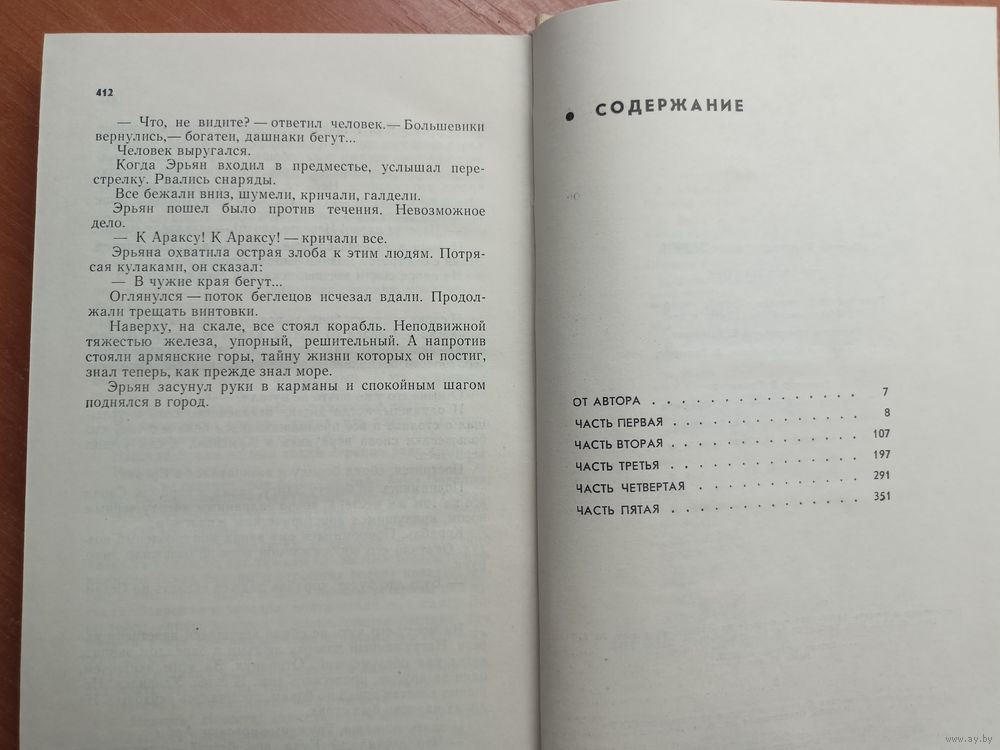 412
— Что, не видите? — ответил человек.— Большевики
вернулись,— богатеи, дашнаки бегут...
Человек выругался.
Когда Эрьян входил в предместье, услышал пере-
стрелку. Рвались снаряды.
Все бежали вниз, шумели, кричали, галдели.
Эрьян пошел было против течения. Невозможное
дело.
— К Араксу! К Араксу! — кричали все.
Эрьяна охватила острая злоба к этим людям. Потря-
сая кулаками, он сказал:
— В чужие края бегут...
Оглянулся — поток беглецов исчезал вдали. Продол-
жали трещать винтовки.
Наверху, на скале, все стоял корабль. Неподвижной
тяжестью железа, упорный, решительный. А напротив
стояли армянские горы, тайну жизни которых он постиг,
знал теперь, как прежде знал море.
Эрьян засунул руки в карманы и спокойным шагом
поднялся в город.
• СОДЕРЖАНИЕ
ОТ АВТОРА . . . . . . . . . . . . . . 7
ЧАСТЬ ПЕРВАЯ . . . . . . . . . . . . . 8
ЧАСТЬ ВТОРАЯ . . . . . . . . . . . . . 107
ЧАСТЬ ТРЕТЬЯ . . . . . . . . . . . . . 197
ЧАСТЬ ЧЕТВЕРТАЯ . . . . . . . . . . . . 291
ЧАСТЬ ПЯТАЯ . . . . . . . . . . . . . 351
www.ay.by